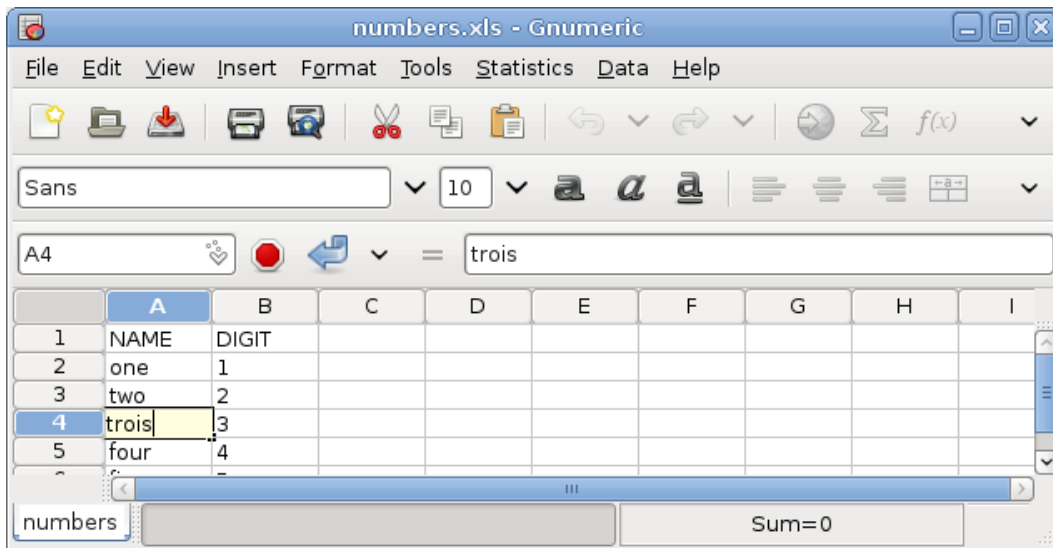 numbers.xls - Gnumeric
File Edit View Insert Format Tools Statistics Data Help
f(x)
Sans 10 a a a a
A4 = trois
A B C D E F G H I
1 NAME DIGIT
2 one 1
3 two 2
4 trois 3
5 four 4
numbers Sum=0